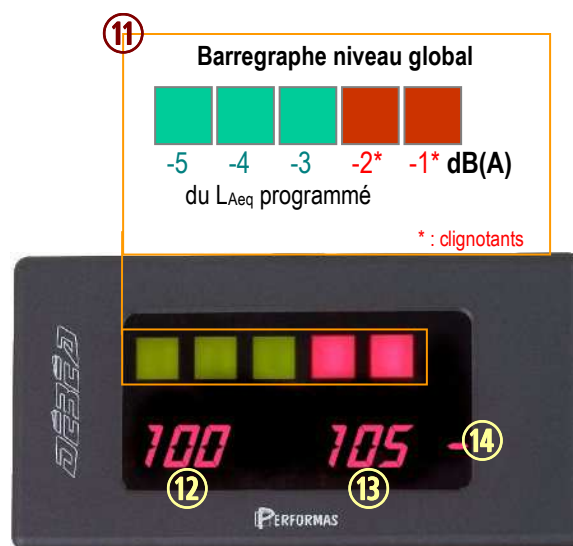 11
Barregraphe niveau global
-5 -4 -3 -2* -1* dB(A)
du LAeq programmé
* : clignotants
DÉBÉA
100 105 -
12 13 14
PERFORMAS